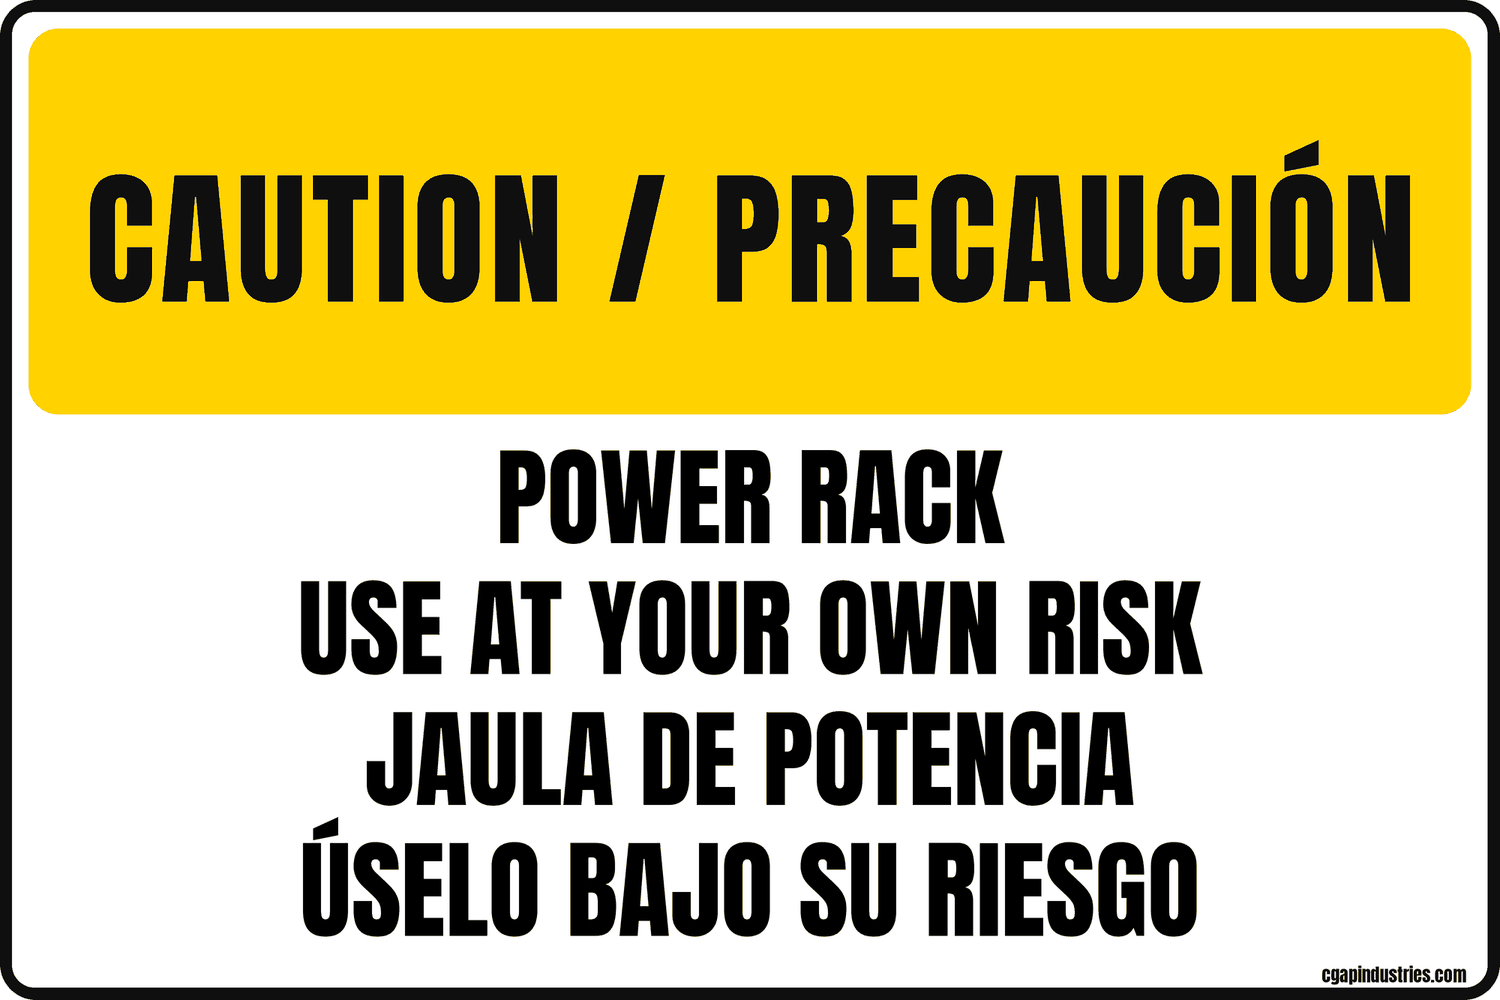 CAUTION / PRECAUCIÓN
POWER RACK
USE AT YOUR OWN RISK
JAULA DE POTENCIA
ÚSELO BAJO SU RIESGO
cgapindustries.com